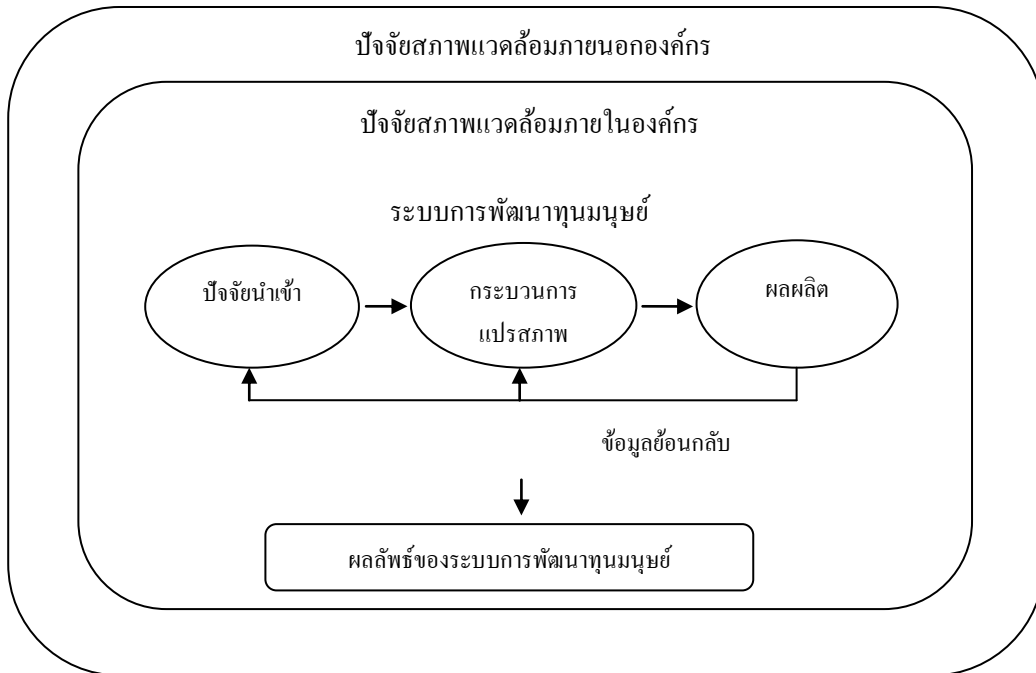 ปัจจัยสภาพแวดล้อมภายนอกองค์กร
ปัจจัยสภาพแวดล้อมภายในองค์กร
ระบบการพัฒนาทุนมนุษย์
ปัจจัยนำเข้า
กระบวนการ
แปรสภาพ
ผลผลิต
ข้อมูลย้อนกลับ
ผลลัพธ์ของระบบการพัฒนาทุนมนุษย์